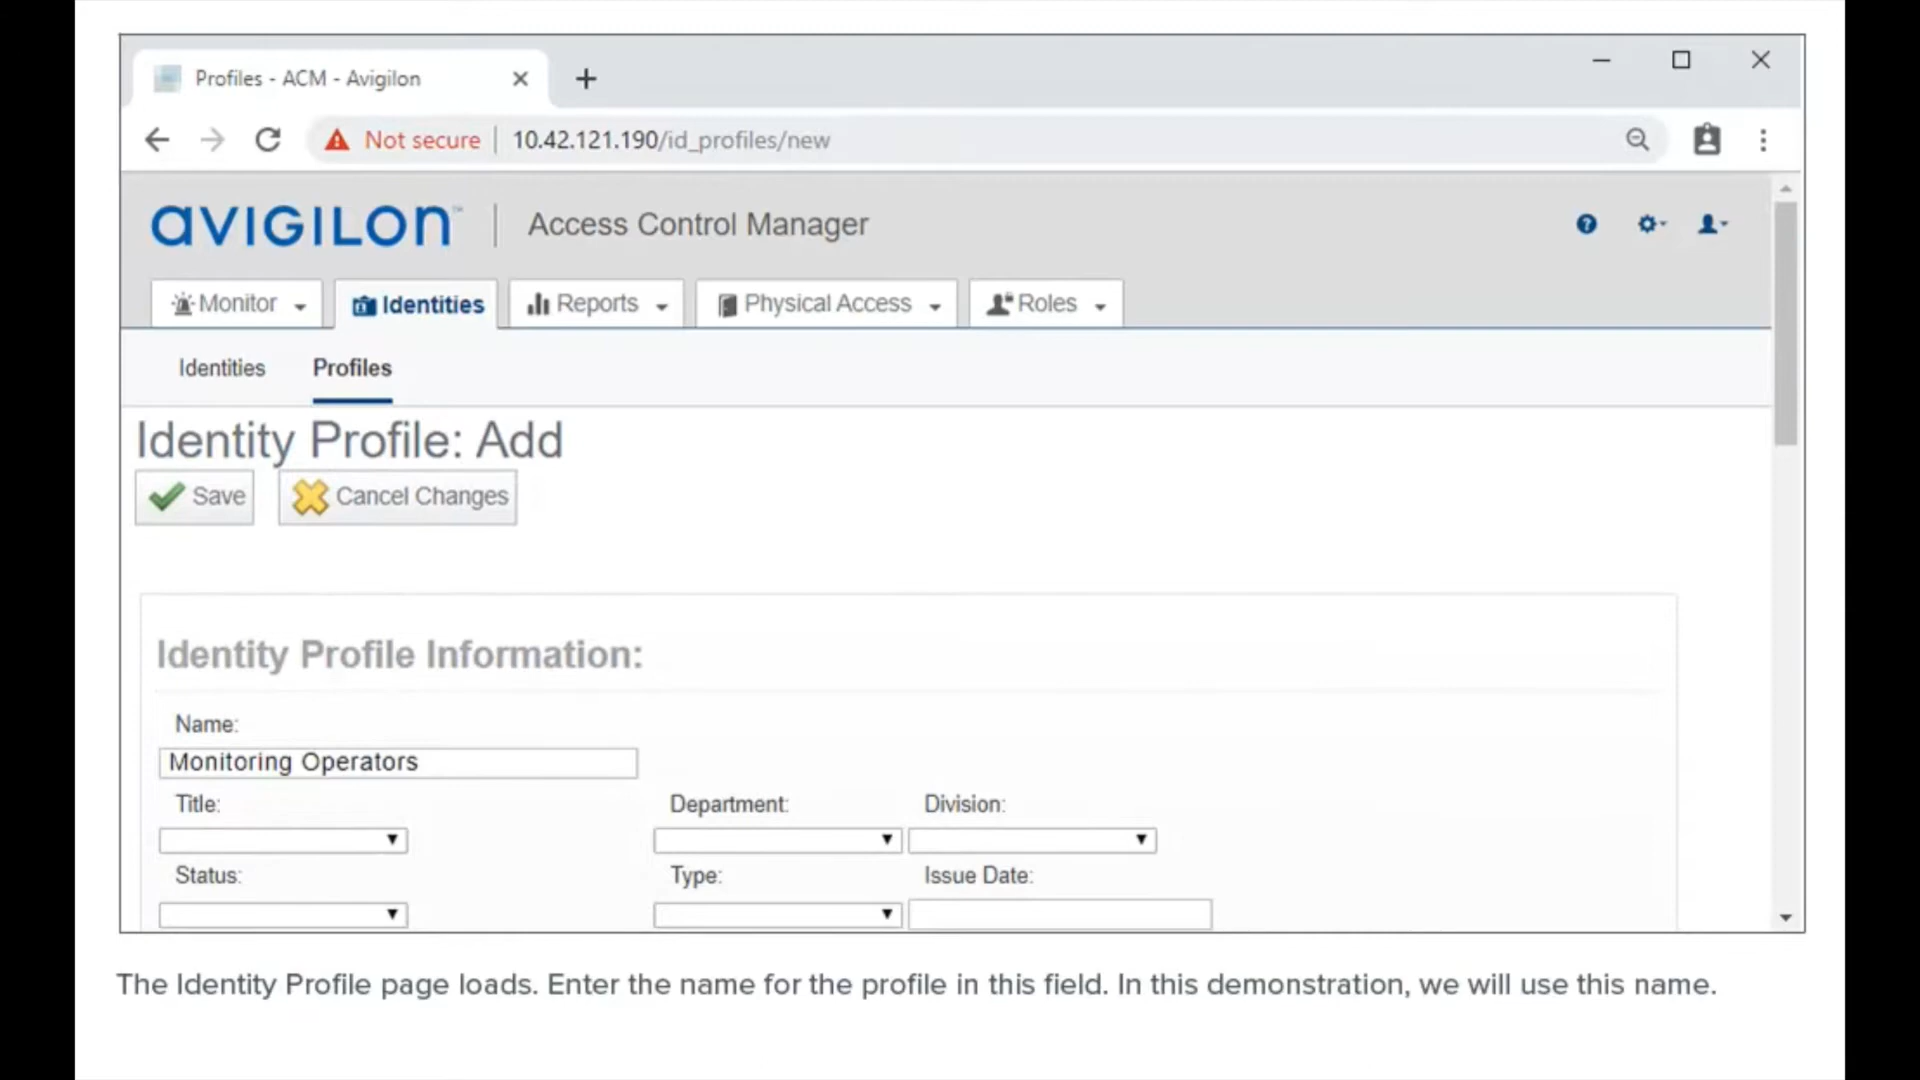 Profiles - ACM - Avigilon
Not secure 10.42.121.190/id_profiles/new
AVIGILON™ Access Control Manager
Monitor Identities Reports Physical Access Roles
Identities Profiles
Identity Profile: Add
Save Cancel Changes
Identity Profile Information:
Name:
Monitoring Operators
Title: Department: Division:
Status: Type: Issue Date:
The Identity Profile page loads. Enter the name for the profile in this field. In this demonstration, we will use this name.